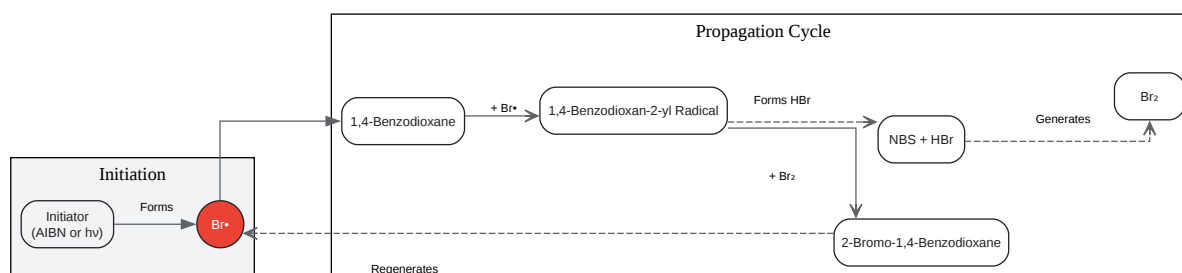 Propagation Cycle
1,4-Benzodioxane
+ Br•
1,4-Benzodioxan-2-yl Radical
Forms HBr
NBS + HBr
Generates
Br₂
+ Br₂
Initiation
Initiator
(AIBN or hν)
Forms
Br•
2-Bromo-1,4-Benzodioxane
Regenerates